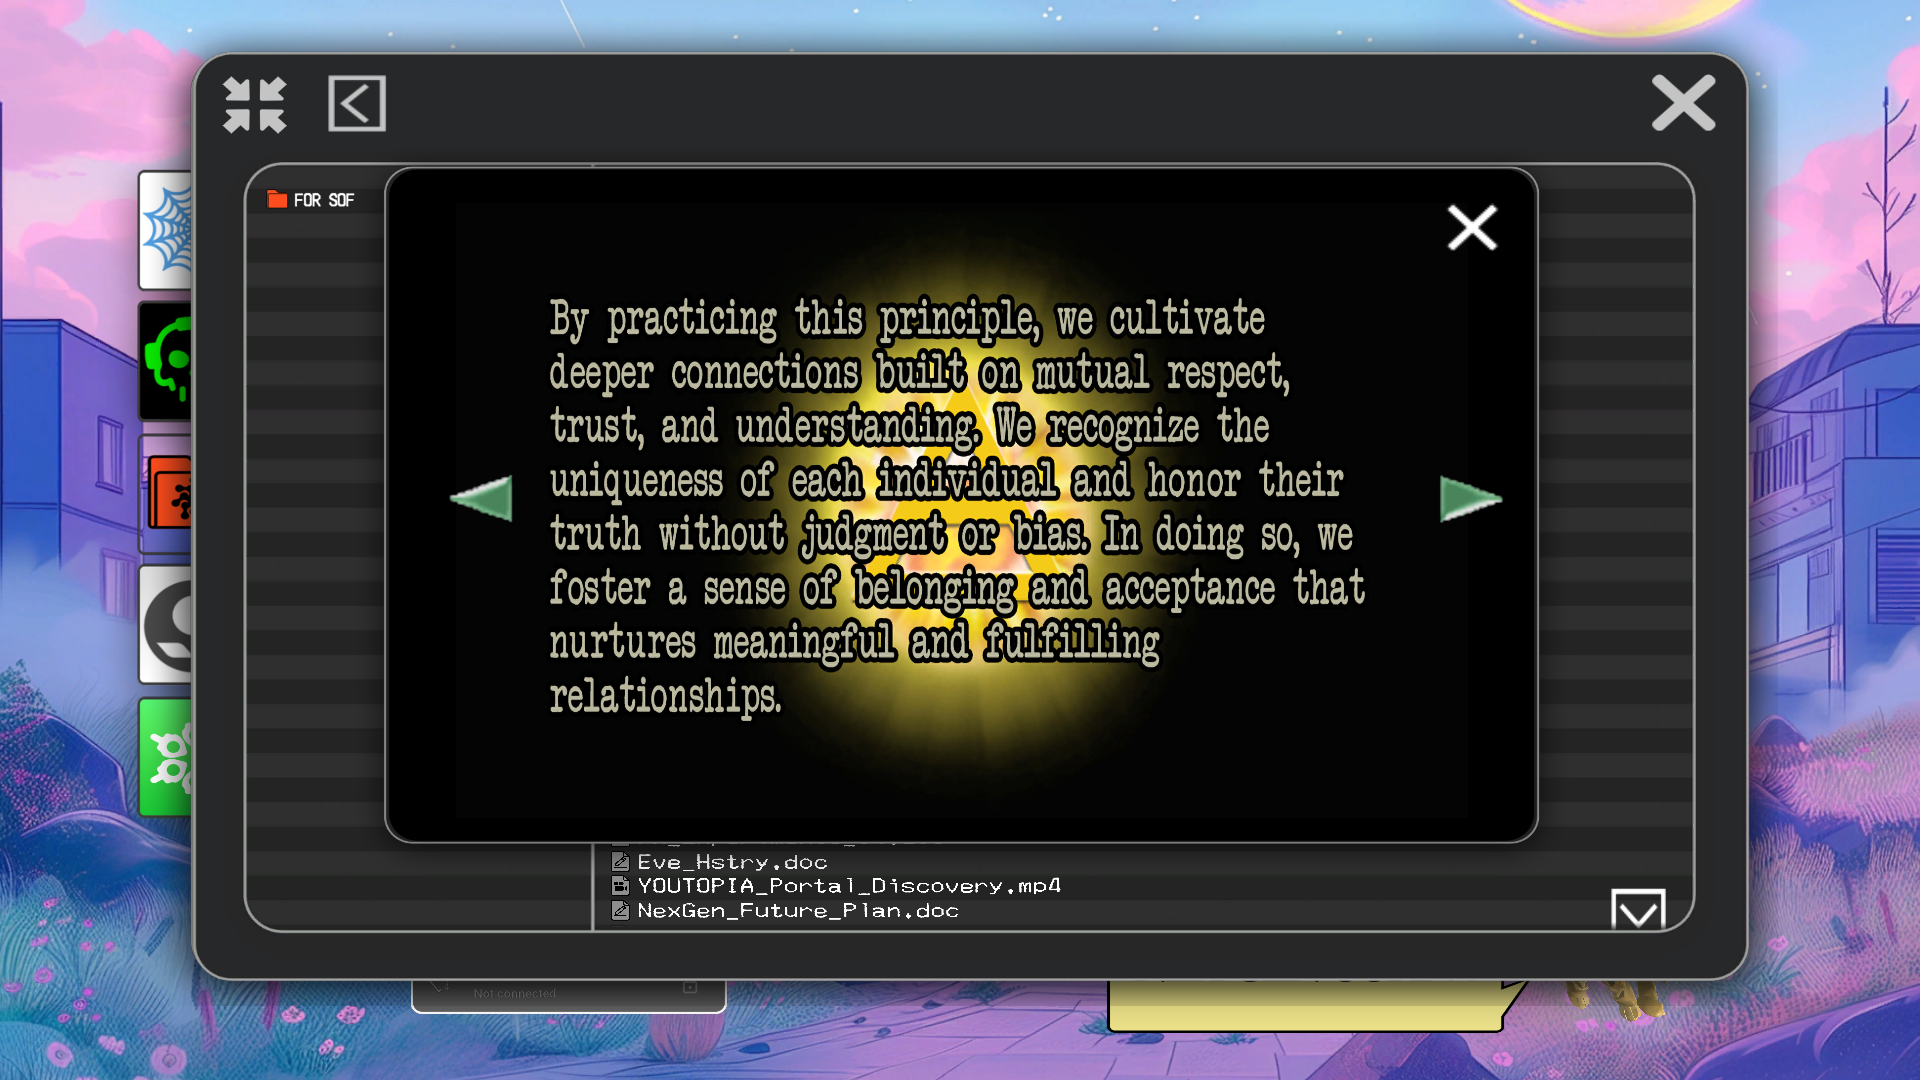 FOR SOF
By practicing this principle, we cultivate
deeper connections built on mutual respect,
trust, and understanding. We recognize the
uniqueness of each individual and honor their
truth without judgment or bias. In doing so, we
foster a sense of belonging and acceptance that
nurtures meaningful and fulfilling
relationships.
Eve_Hstry.doc
YOUTOPIA_Portal_Discovery.mp4
NexGen_Future_Plan.doc
Not connected